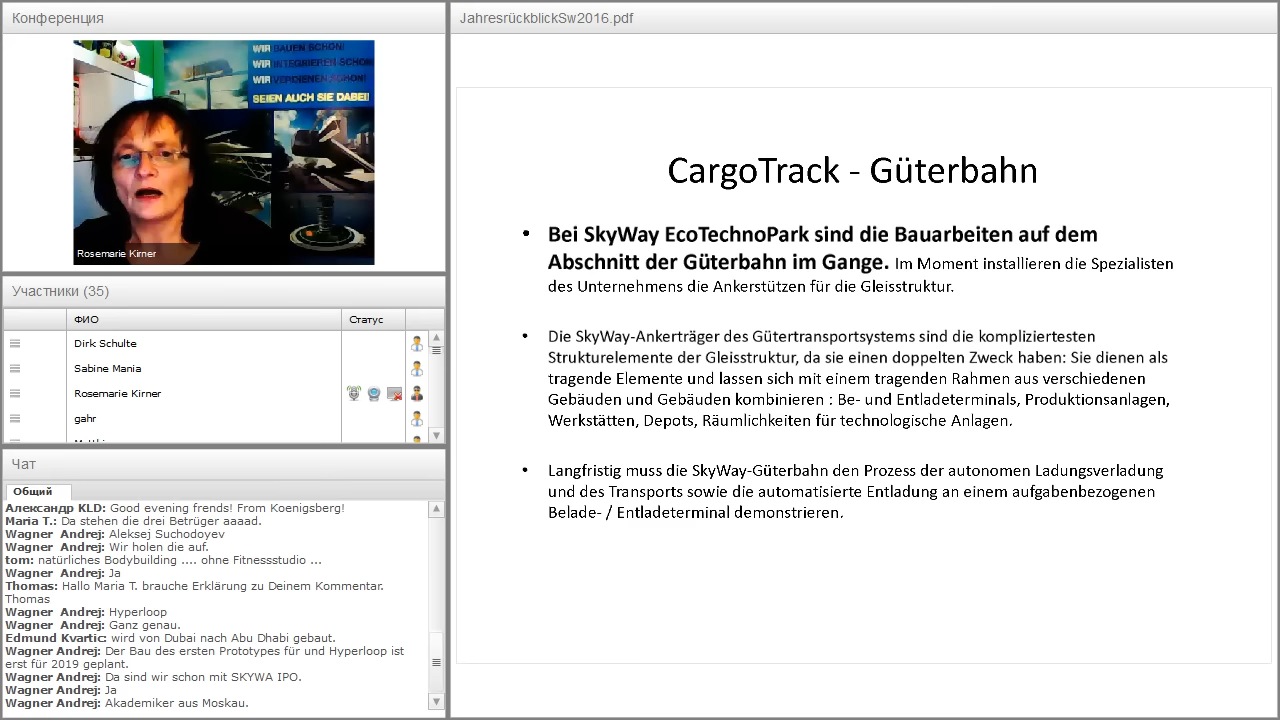 Конференция
WIR BAUEN SCHON!
WIR INTEGRIEREN SCHON
WIR VERDIENEN SCHON!
SEIEN AUCH SIE DABEI!
Rosemarie Kirner
Участники (35)
ФИО Статус
Dirk Schulte
Sabine Mania
Rosemarie Kirner
gahr
Чат
Общий
Александр KLD: Good evening frends! From Koenigsberg!
Maria T.: Da stehen die drei Betrüger aaaad.
Wagner Andrej: Aleksej Suchodoyev
Wagner Andrej: Wir holen die auf.
tom: natürliches Bodybuilding .... ohne Fitnessstudio ...
Wagner Andrej: Ja
Thomas: Hallo Maria T. brauche Erklärung zu Deinem Kommentar.
Thomas
Wagner Andrej: Hyperloop
Wagner Andrej: Ganz genau.
Edmund Kvartic: wird von Dubai nach Abu Dhabi gebaut.
Wagner Andrej: Der Bau des ersten Prototypes für und Hyperloop ist
erst für 2019 geplant.
Wagner Andrej: Da sind wir schon mit SKYWA IPO.
Wagner Andrej: Ja
Wagner Andrej: Akademiker aus Moskau.
JahresrückblickSw2016.pdf
CargoTrack - Güterbahn
• Bei SkyWay EcoTechnoPark sind die Bauarbeiten auf dem
Abschnitt der Güterbahn im Gange. Im Moment installieren die Spezialisten
des Unternehmens die Ankerstützen für die Gleisstruktur.
• Die SkyWay-Ankerträger des Gütertransportsystems sind die kompliziertesten
Strukturelemente der Gleisstruktur, da sie einen doppelten Zweck haben: Sie dienen als
tragende Elemente und lassen sich mit einem tragenden Rahmen aus verschiedenen
Gebäuden und Gebäuden kombinieren : Be- und Entladeterminals, Produktionsanlagen,
Werkstätten, Depots, Räumlichkeiten für technologische Anlagen.
• Langfristig muss die SkyWay-Güterbahn den Prozess der autonomen Ladungsverladung
und des Transports sowie die automatisierte Entladung an einem aufgabenbezogenen
Belade- / Entladeterminal demonstrieren.